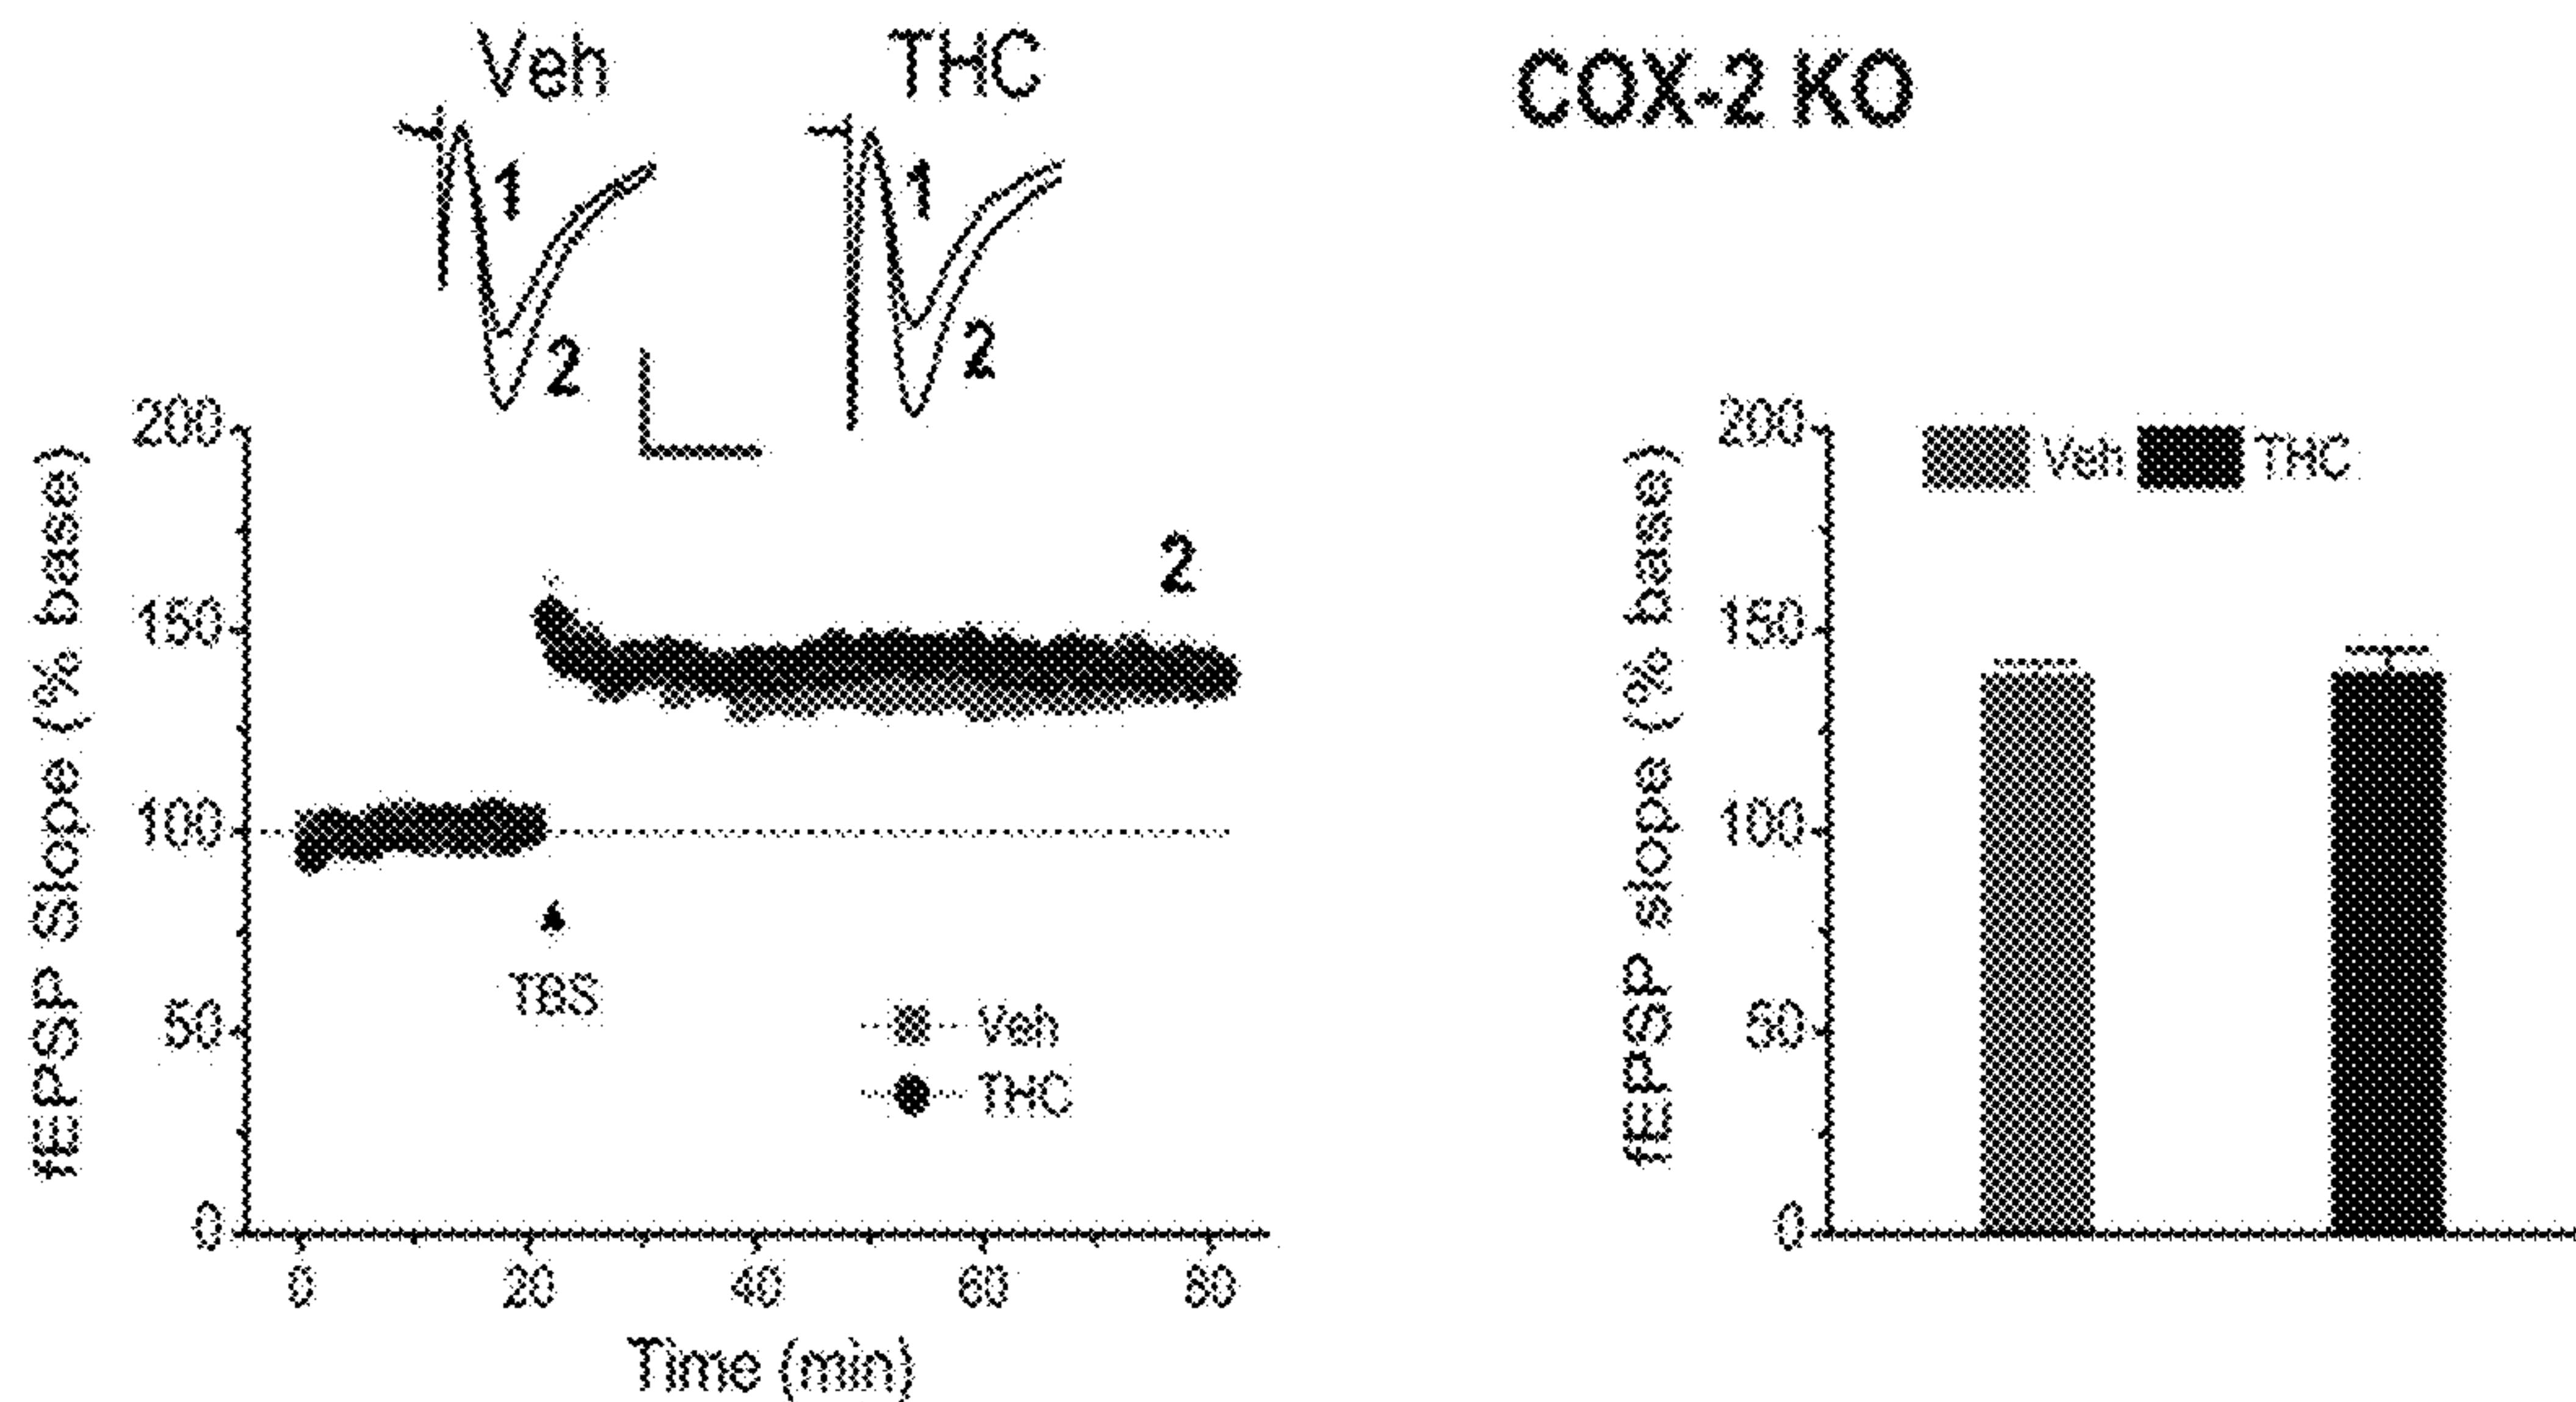 Veh
THC
COX-2 KO
1
2
1
2
fEPSP Slope (% base)
200
150
100
50
0
2
TBS
Veh
THC
0
20
40
60
80
Time (min)
fEPSP slope (% base)
200
150
100
50
0
Veh
THC